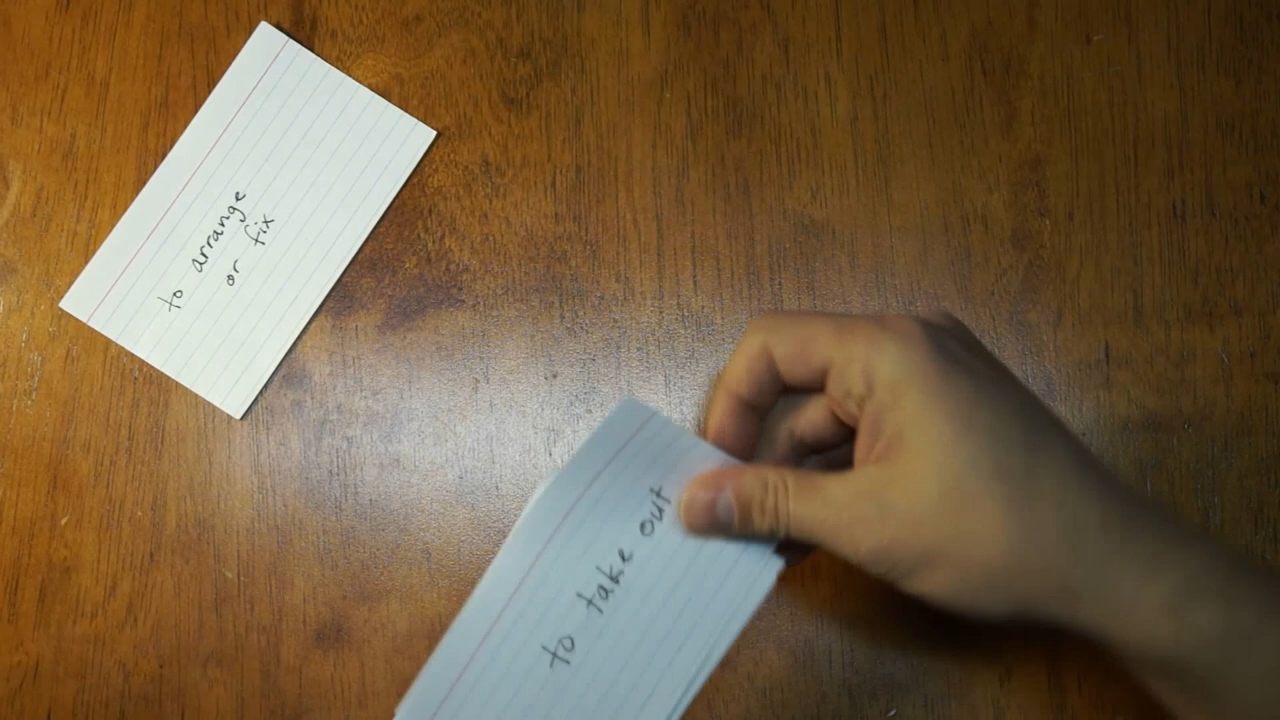 to arrange
or fix
to take out